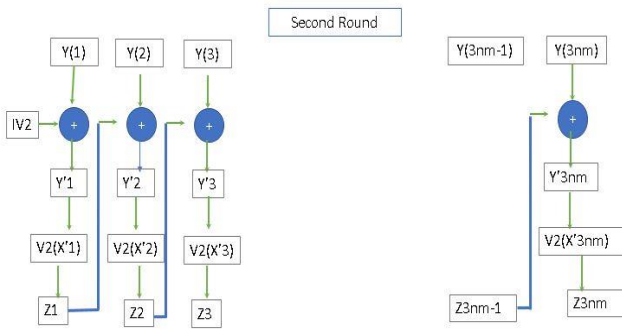 Second Round
Y(1)
Y(2)
Y(3)
Y(3nm-1)
Y(3nm)
IV2
+
+
+
+
Y'1
Y'2
Y'3
Y'3nm
V2(X'1)
V2(X'2)
V2(X'3)
V2(X'3nm)
Z1
Z2
Z3
Z3nm-1
Z3nm